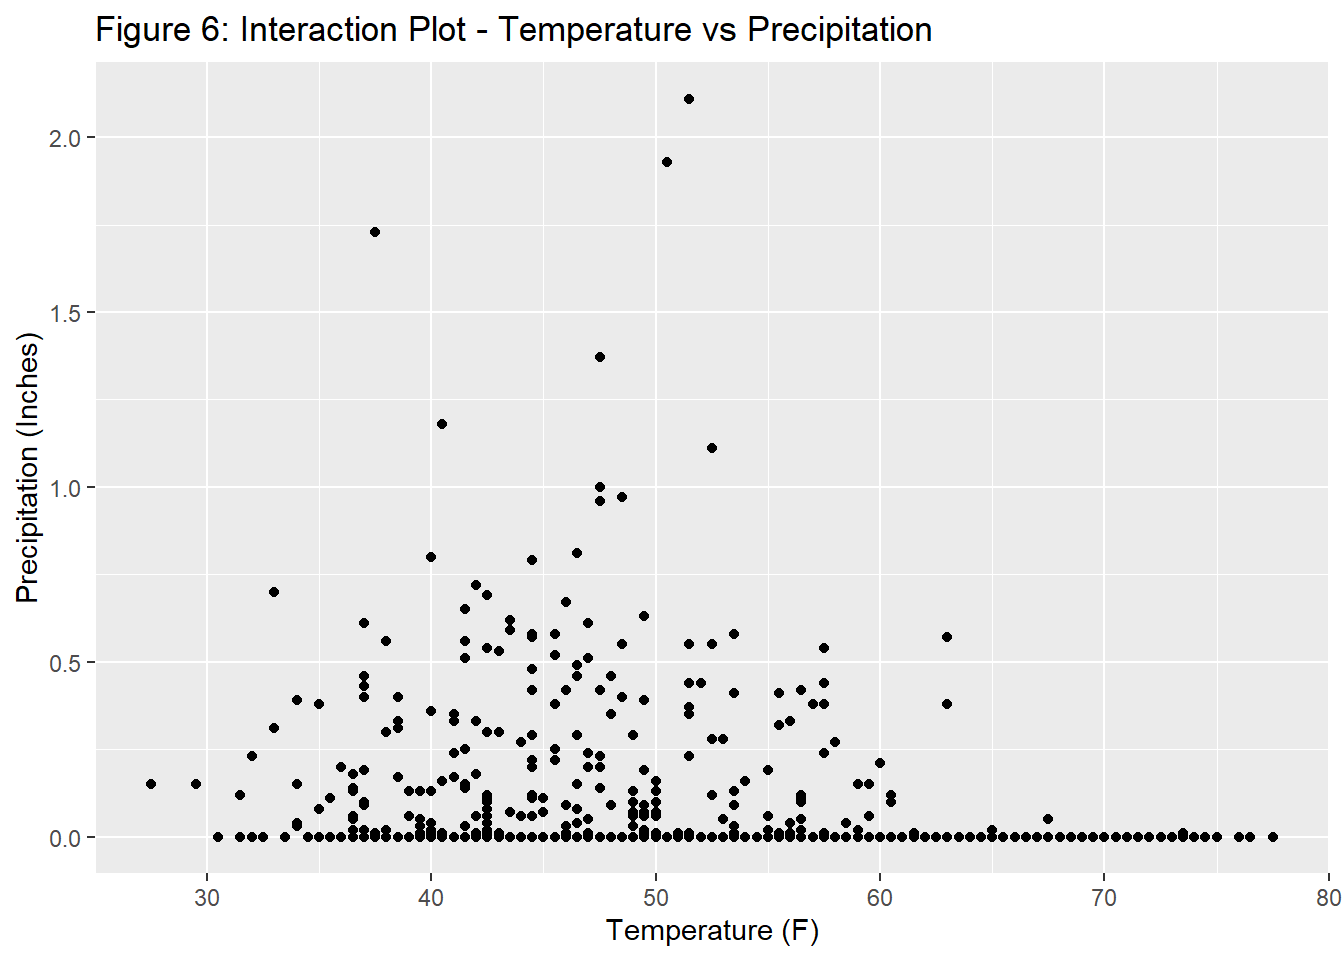 Figure 6: Interaction Plot - Temperature vs Precipitation
2.0
1.5
1.0
0.5
0.0
Precipitation (Inches)
30 40 50 60 70 80
Temperature (F)